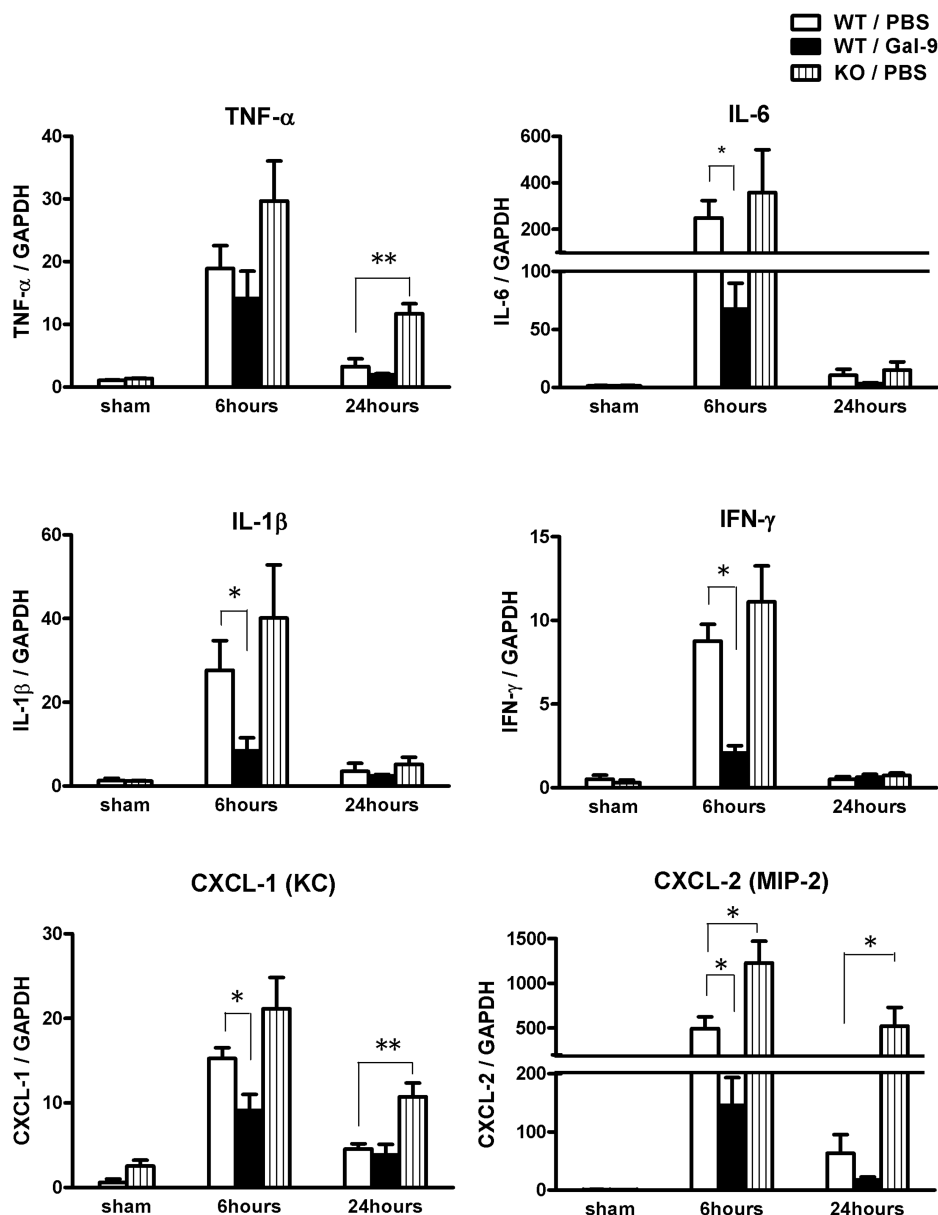 WT / PBS
WT / Gal-9
KO / PBS
TNF-α
TNF-α / GAPDH
40
30
20
10
0
**
sham 6hours 24hours
IL-6
IL-6 / GAPDH
600
400
200
100
50
0
*
sham 6hours 24hours
IL-1β
IL-1β / GAPDH
60
40
20
0
*
sham 6hours 24hours
IFN-γ
IFN-γ / GAPDH
15
10
5
0
*
sham 6hours 24hours
CXCL-1 (KC)
CXCL-1 / GAPDH
30
20
10
0
*
**
sham 6hours 24hours
CXCL-2 (MIP-2)
CXCL-2 / GAPDH
1500
1000
500
200
100
0
*
*
*
sham 6hours 24hours